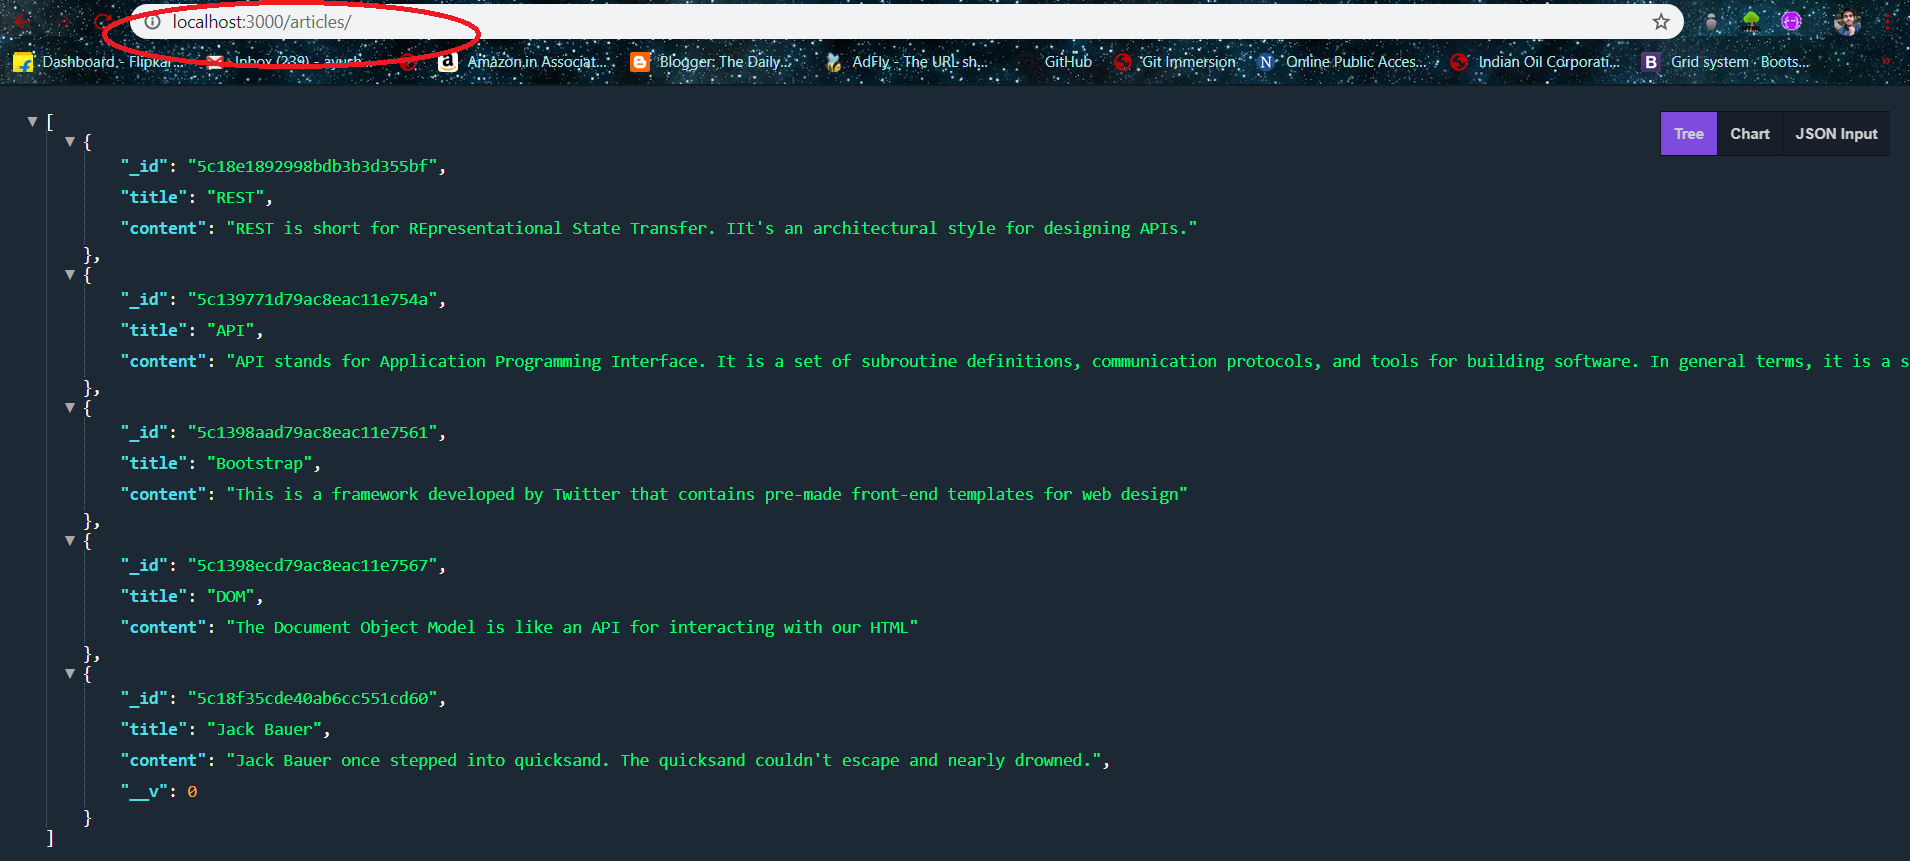 localhost:3000/articles/
Dashboard - Flipkar... Inbox (239) - ayush... Amazon.in Associat... Blogger: The Daily... AdFly - The URL sh... GitHub Git Immersion Online Public Acces... Indian Oil Corporati... B Grid system · Boots... »
Tree Chart JSON Input
[
{
"_id": "5c18e1892998bdb3b3d355bf",
"title": "REST",
"content": "REST is short for REpresentational State Transfer. IIt's an architectural style for designing APIs."
},
{
"_id": "5c139771d79ac8eac11e754a",
"title": "API",
"content": "API stands for Application Programming Interface. It is a set of subroutine definitions, communication protocols, and tools for building software. In general terms, it is a s
},
{
"_id": "5c1398aad79ac8eac11e7561",
"title": "Bootstrap",
"content": "This is a framework developed by Twitter that contains pre-made front-end templates for web design"
},
{
"_id": "5c1398ecd79ac8eac11e7567",
"title": "DOM",
"content": "The Document Object Model is like an API for interacting with our HTML"
},
{
"_id": "5c18f35cde40ab6cc551cd60",
"title": "Jack Bauer",
"content": "Jack Bauer once stepped into quicksand. The quicksand couldn't escape and nearly drowned.",
"__v": 0
}
]